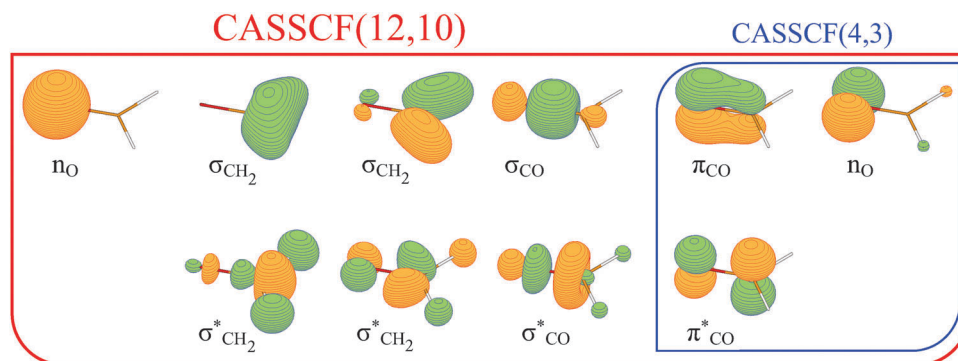 CASSCF(12,10)
CASSCF(4,3)
n_O σ_CH₂ σ_CH₂ σ_CO π_CO n_O
σ*_CH₂ σ*_CH₂ σ*_CO π*_CO